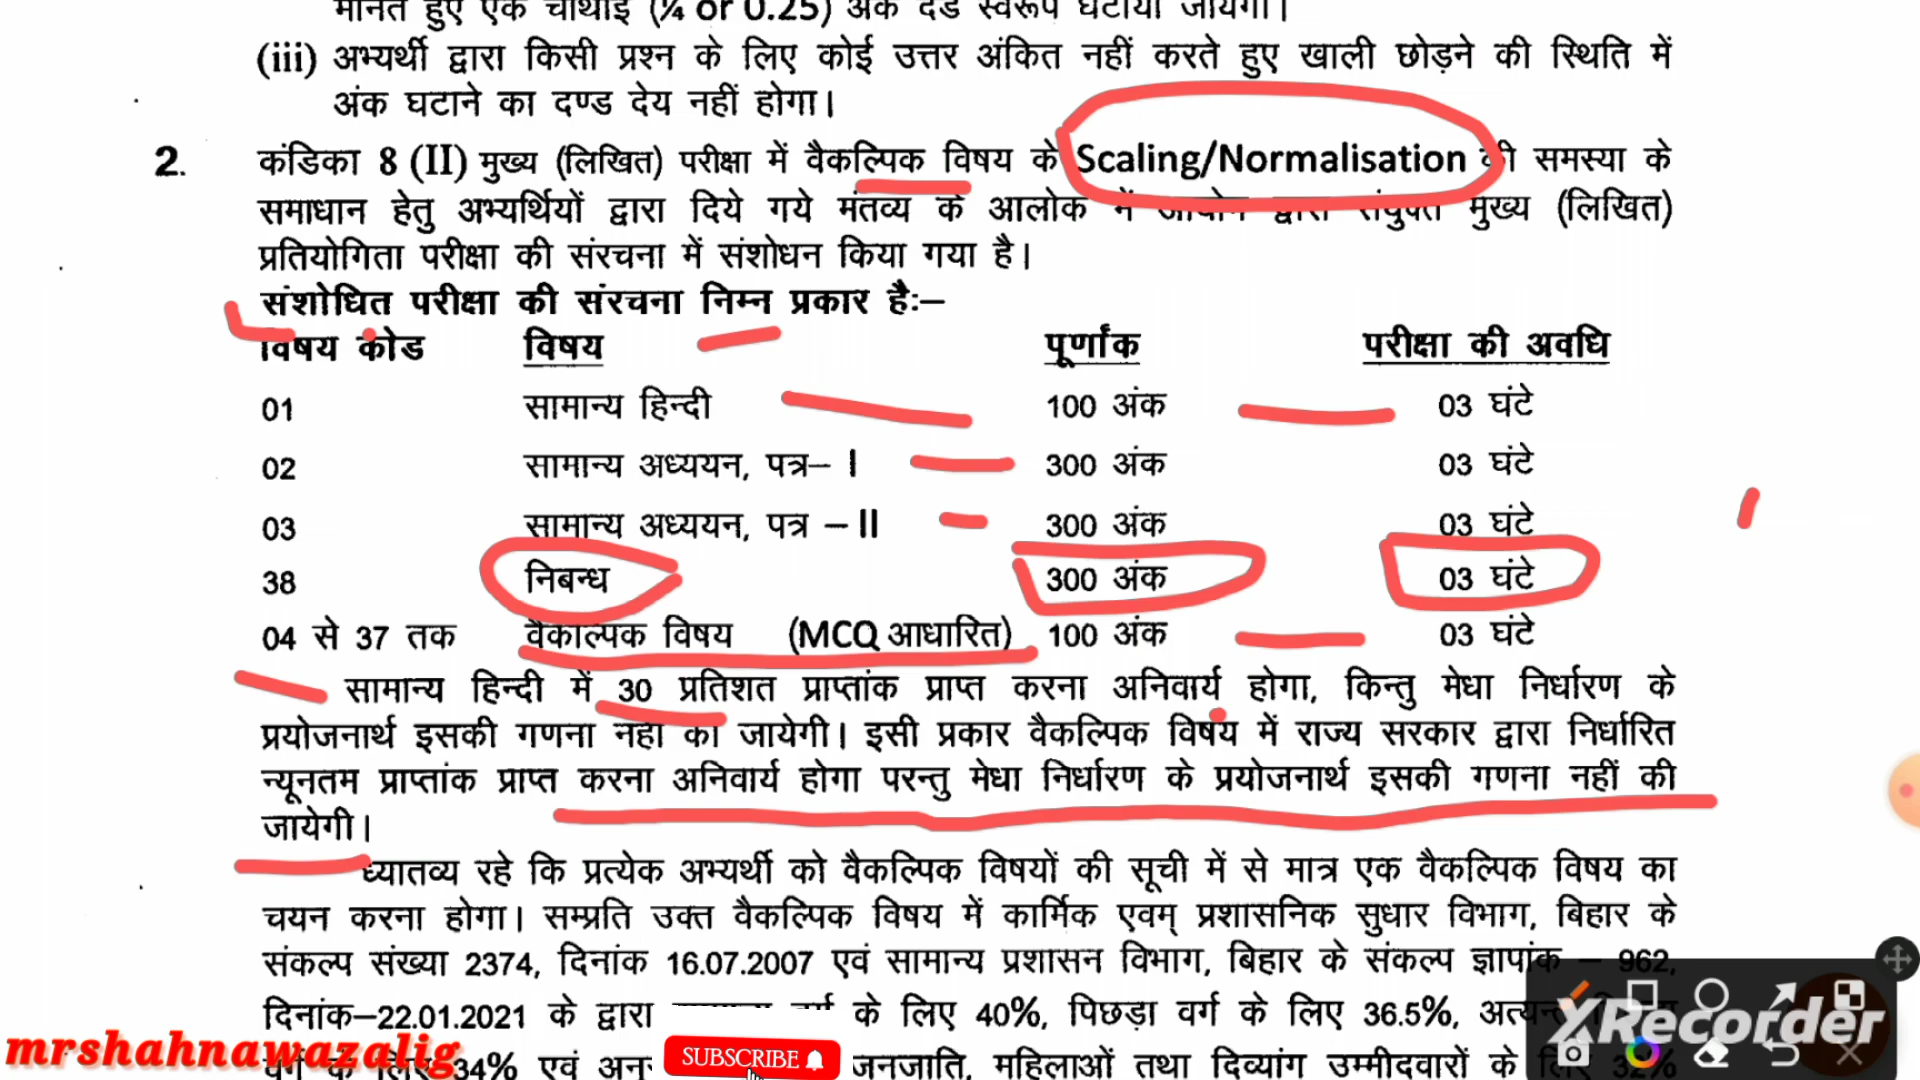 मानते हुए एक चौथाई (¼ or 0.25) अंक दंड स्वरूप घटाया जायेगा।
(iii) अभ्यर्थी द्वारा किसी प्रश्न के लिए कोई उत्तर अंकित नहीं करते हुए खाली छोड़ने की स्थिति में
अंक घटाने का दण्ड देय नहीं होगा।
2. कंडिका 8 (II) मुख्य (लिखित) परीक्षा में वैकल्पिक विषय के Scaling/Normalisation की समस्या के
समाधान हेतु अभ्यर्थियों द्वारा दिये गये मंतव्य के आलोक में आयोग द्वारा संयुक्त मुख्य (लिखित)
प्रतियोगिता परीक्षा की संरचना में संशोधन किया गया है।
संशोधित परीक्षा की संरचना निम्न प्रकार है:–
विषय कोड विषय पूर्णांक परीक्षा की अवधि
01 सामान्य हिन्दी 100 अंक 03 घंटे
02 सामान्य अध्ययन, पत्र– I 300 अंक 03 घंटे
03 सामान्य अध्ययन, पत्र – II 300 अंक 03 घंटे
38 निबन्ध 300 अंक 03 घंटे
04 से 37 तक वैकल्पिक विषय (MCQ आधारित) 100 अंक 03 घंटे
सामान्य हिन्दी में 30 प्रतिशत प्राप्तांक प्राप्त करना अनिवार्य होगा, किन्तु मेधा निर्धारण के
प्रयोजनार्थ इसकी गणना नहीं की जायेगी। इसी प्रकार वैकल्पिक विषय में राज्य सरकार द्वारा निर्धारित
न्यूनतम प्राप्तांक प्राप्त करना अनिवार्य होगा परन्तु मेधा निर्धारण के प्रयोजनार्थ इसकी गणना नहीं की
जायेगी।
ध्यातव्य रहे कि प्रत्येक अभ्यर्थी को वैकल्पिक विषयों की सूची में से मात्र एक वैकल्पिक विषय का
चयन करना होगा। सम्प्रति उक्त वैकल्पिक विषय में कार्मिक एवम् प्रशासनिक सुधार विभाग, बिहार के
संकल्प संख्या 2374, दिनांक 16.07.2007 एवं सामान्य प्रशासन विभाग, बिहार के संकल्प ज्ञापांक – 962,
दिनांक–22.01.2021 के द्वारा के लिए 40%, पिछड़ा वर्ग के लिए 36.5%,
वर्ग के लिए 34% एवं जनजाति, महिलाओं तथा दिव्यांग उम्मीदवारों के लिए 32%
mrshahnawazalig
SUBSCRIBE
XRecorder